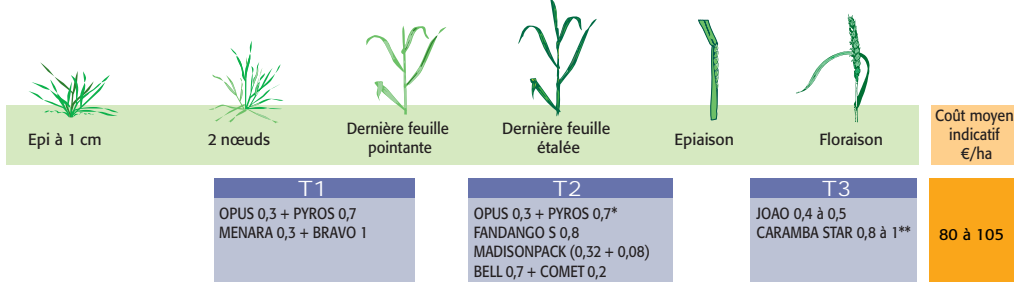 Epi à 1 cm
2 nœuds
Dernière feuille
pointante
Dernière feuille
étalée
Epiaison
Floraison
Coût moyen
indicatif
€/ha
T1
OPUS 0,3 + PYROS 0,7
MENARA 0,3 + BRAVO 1
T2
OPUS 0,3 + PYROS 0,7*
FANDANGO S 0,8
MADISONPACK (0,32 + 0,08)
BELL 0,7 + COMET 0,2
T3
JOAO 0,4 à 0,5
CARAMBA STAR 0,8 à 1**
80 à 105